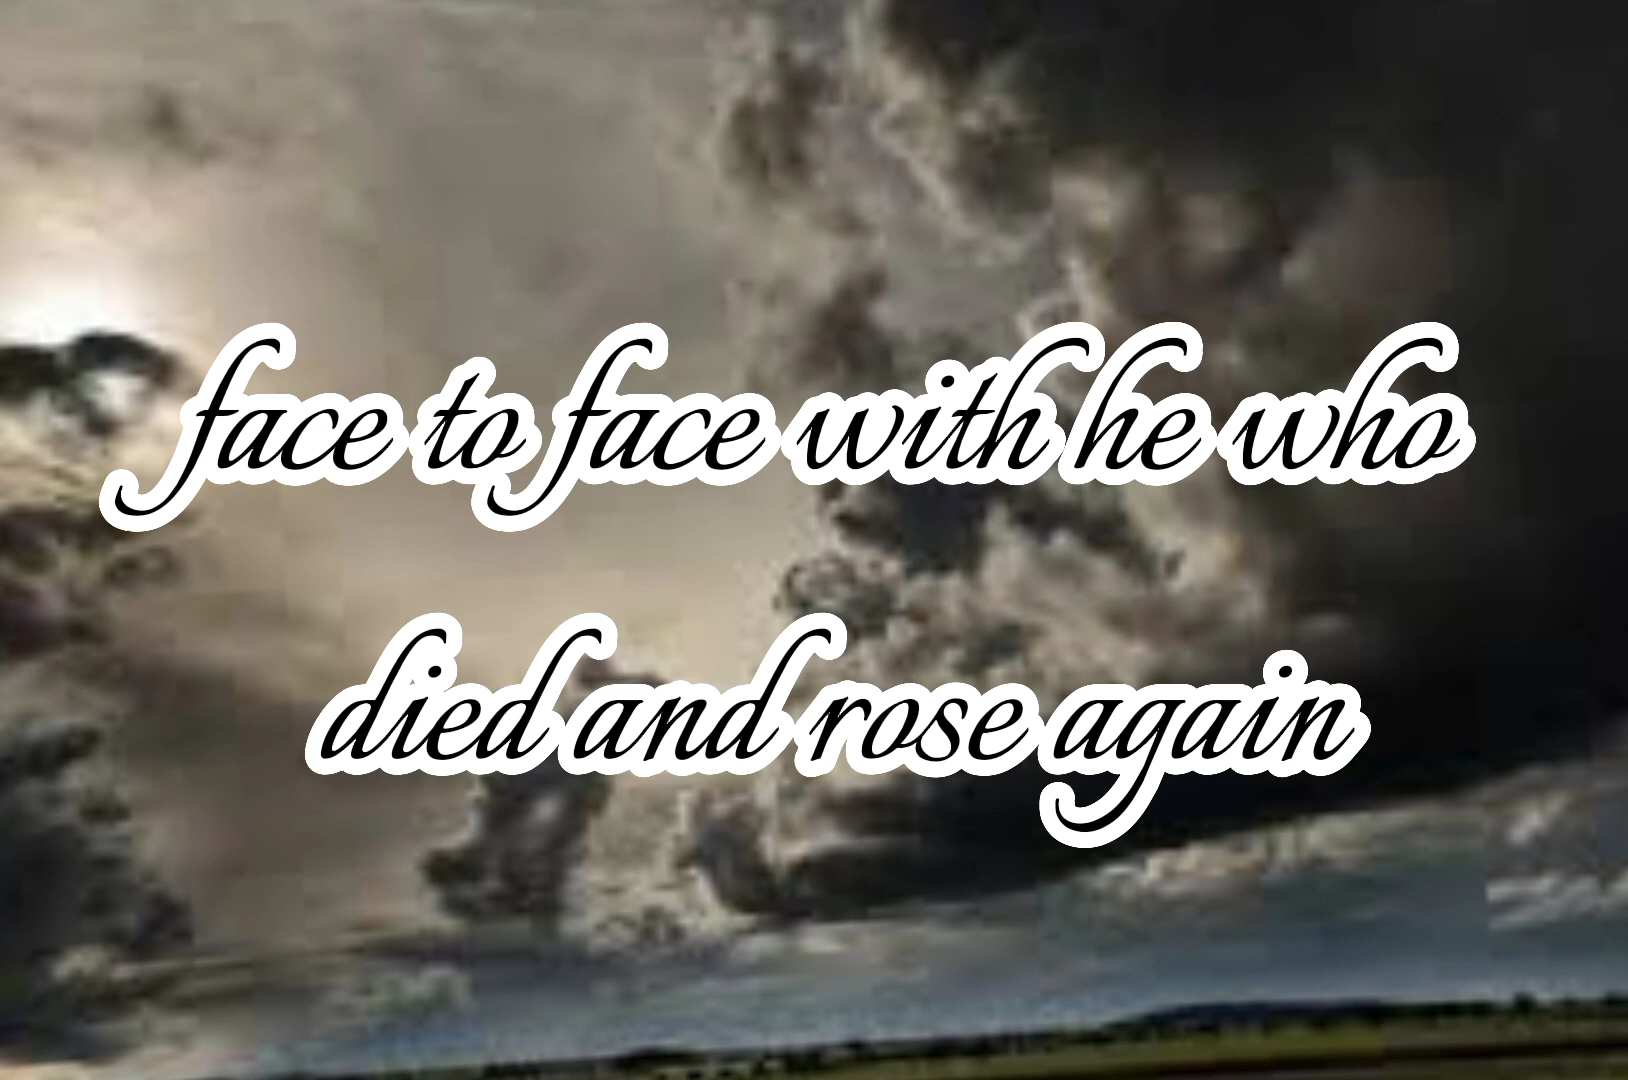 face to face with he who
died and rose again